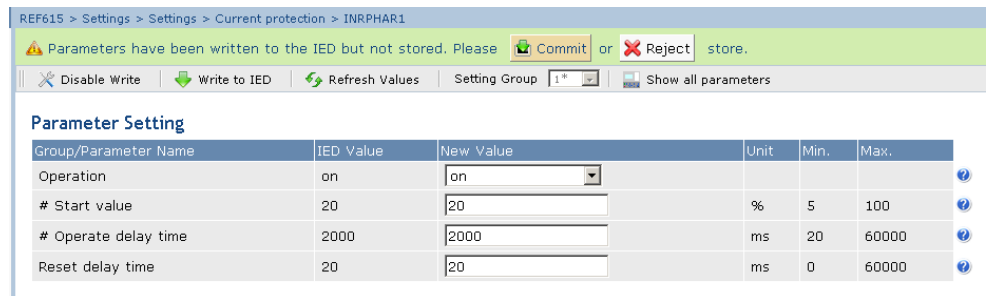 REF615 > Settings > Settings > Current protection > INRPHAR1
Parameters have been written to the IED but not stored. Please Commit or Reject store.
Disable Write Write to IED Refresh Values Setting Group 1* Show all parameters
Parameter Setting
Group/Parameter Name IED Value New Value Unit Min. Max.
Operation on on
# Start value 20 20 % 5 100
# Operate delay time 2000 2000 ms 20 60000
Reset delay time 20 20 ms 0 60000